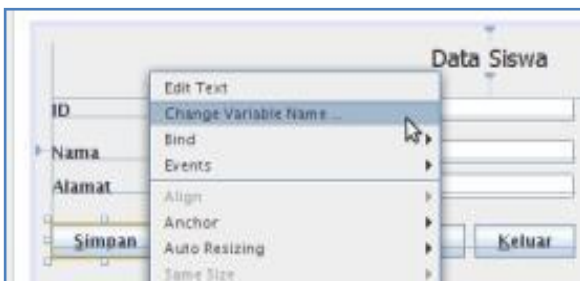 Data Siswa
Edit Text
ID
Change Variable Name ...
Bind
Nama
Events
Alamat
Align
Anchor
Simpan
Auto Resizing
Keluar
Same Size